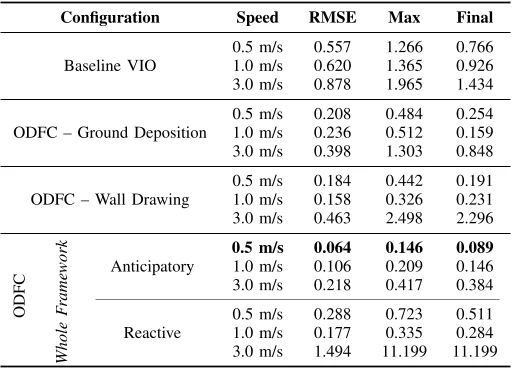 Configuration Speed RMSE Max Final
0.5 m/s 0.557 1.266 0.766
Baseline VIO 1.0 m/s 0.620 1.365 0.926
3.0 m/s 0.878 1.965 1.434
0.5 m/s 0.208 0.484 0.254
ODFC – Ground Deposition 1.0 m/s 0.236 0.512 0.159
3.0 m/s 0.398 1.303 0.848
0.5 m/s 0.184 0.442 0.191
ODFC – Wall Drawing 1.0 m/s 0.158 0.326 0.231
3.0 m/s 0.463 2.498 2.296
ODFC
Whole Framework
0.5 m/s 0.064 0.146 0.089
Anticipatory 1.0 m/s 0.106 0.209 0.146
3.0 m/s 0.218 0.417 0.384
0.5 m/s 0.288 0.723 0.511
Reactive 1.0 m/s 0.177 0.335 0.284
3.0 m/s 1.494 11.199 11.199